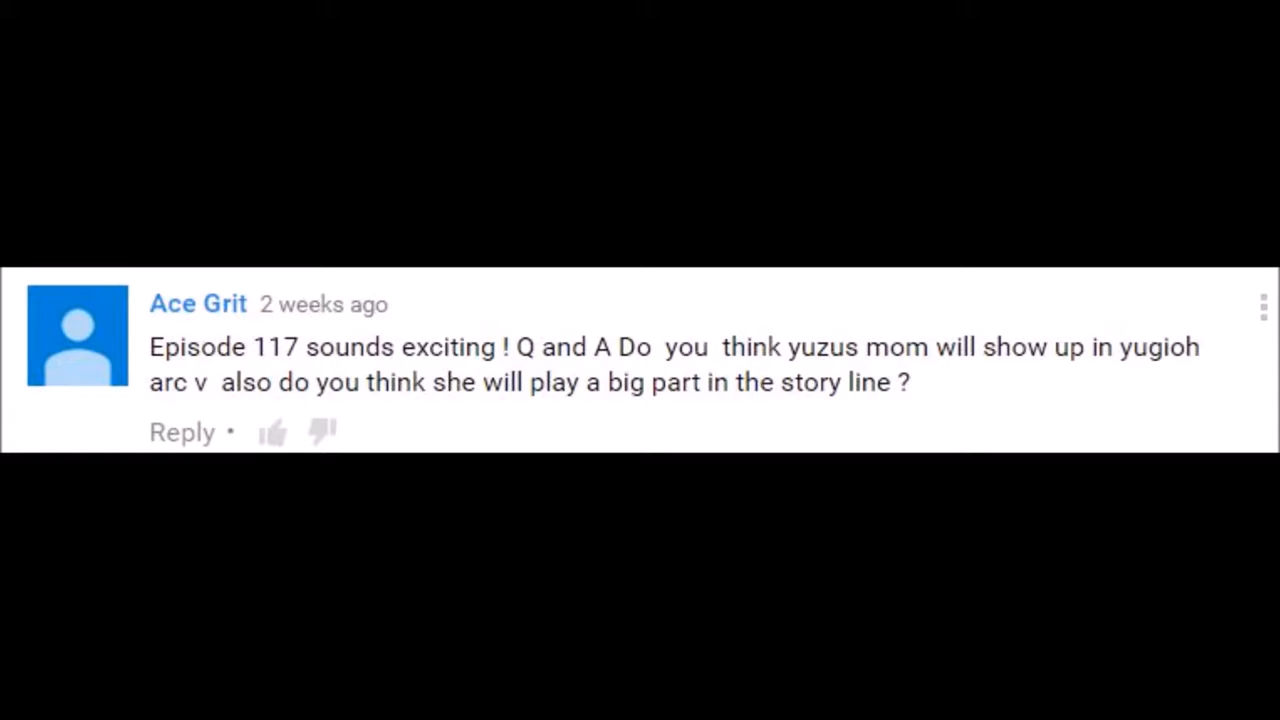 Ace Grit 2 weeks ago
Episode 117 sounds exciting ! Q and A Do  you  think yuzus mom will show up in yugioh
arc v  also do you think she will play a big part in the story line ?
Reply •